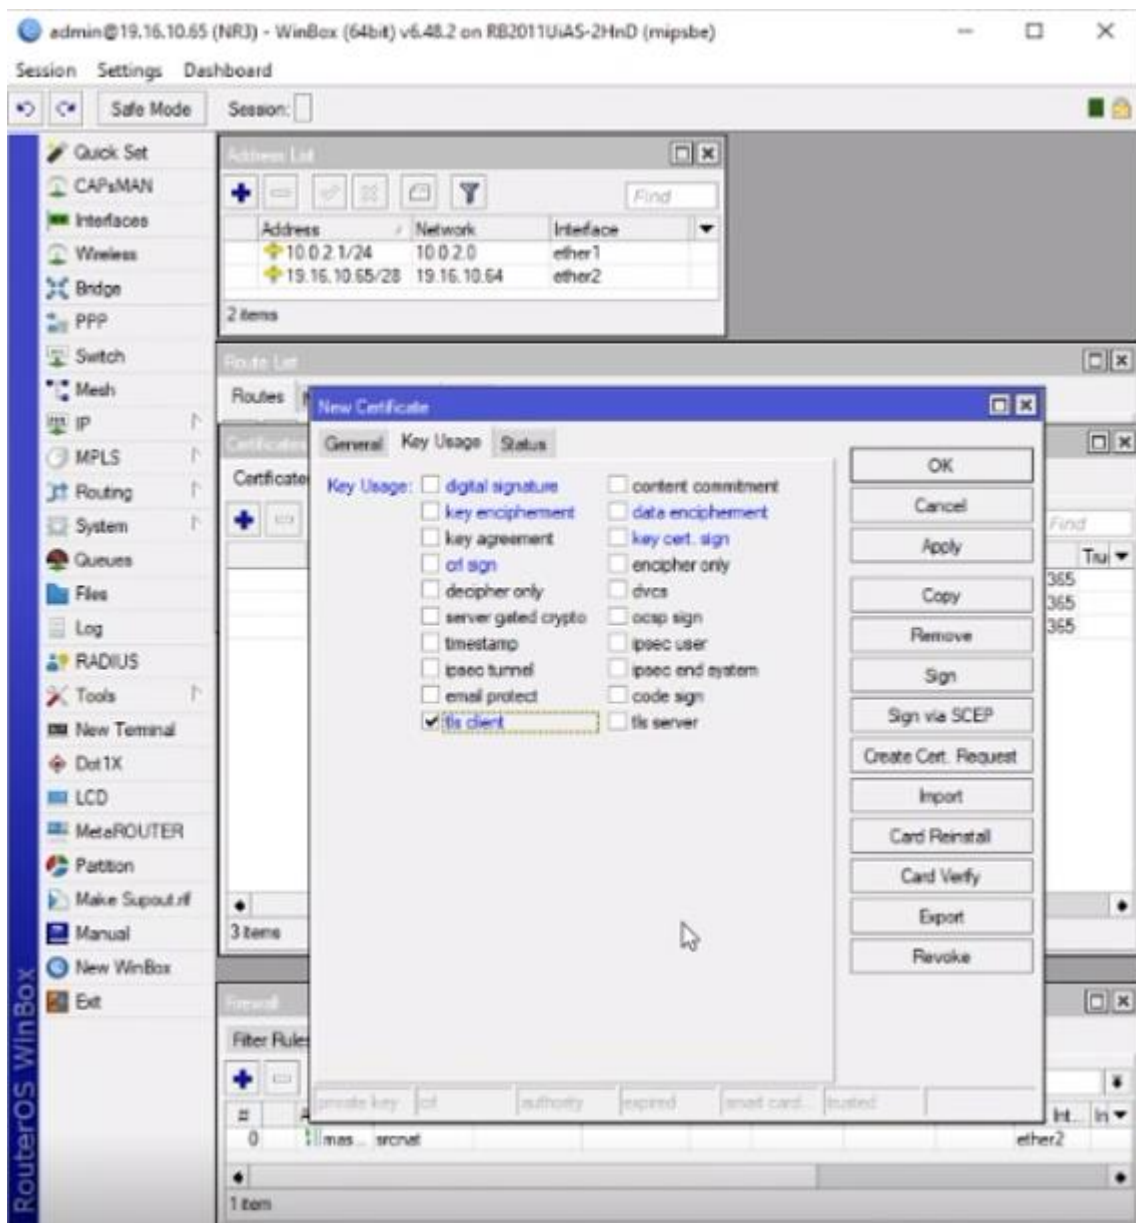 admin@19.16.10.65 (NR3) - WinBox (64bit) v6.48.2 on RB2011UiAS-2HnD (mipsbe)
Session Settings Dashboard
Safe Mode Session:
Quick Set
CAPsMAN
Interfaces
Wireless
Bridge
PPP
Switch
Mesh
IP
MPLS
Routing
System
Queues
Files
Log
RADIUS
Tools
New Terminal
Dot1X
LCD
MetaROUTER
Partition
Make Supout.rif
Manual
New WinBox
Exit
RouterOS WinBox
Address List
Find
Address Network Interface
10.0.2.1/24 10.0.2.0 ether1
19.16.10.65/28 19.16.10.64 ether2
2 items
Route List
Routes
Certificates
Certificates
Find
Tru
365
365
365
3 items
New Certificate
General Key Usage Status
Key Usage: digital signature content commitment
key encipherment data encipherment
key agreement key cert. sign
crl sign encipher only
decipher only dvcs
server gated crypto ocsp sign
timestamp ipsec user
ipsec tunnel ipsec end system
email protect code sign
tls client tls server
OK
Cancel
Apply
Copy
Remove
Sign
Sign via SCEP
Create Cert. Request
Import
Card Reinstall
Card Verify
Export
Revoke
private key crl authority expired smart card... trusted
Firewall
Filter Rules
# A Int... In
0 mas... srcnat ether2
1 item